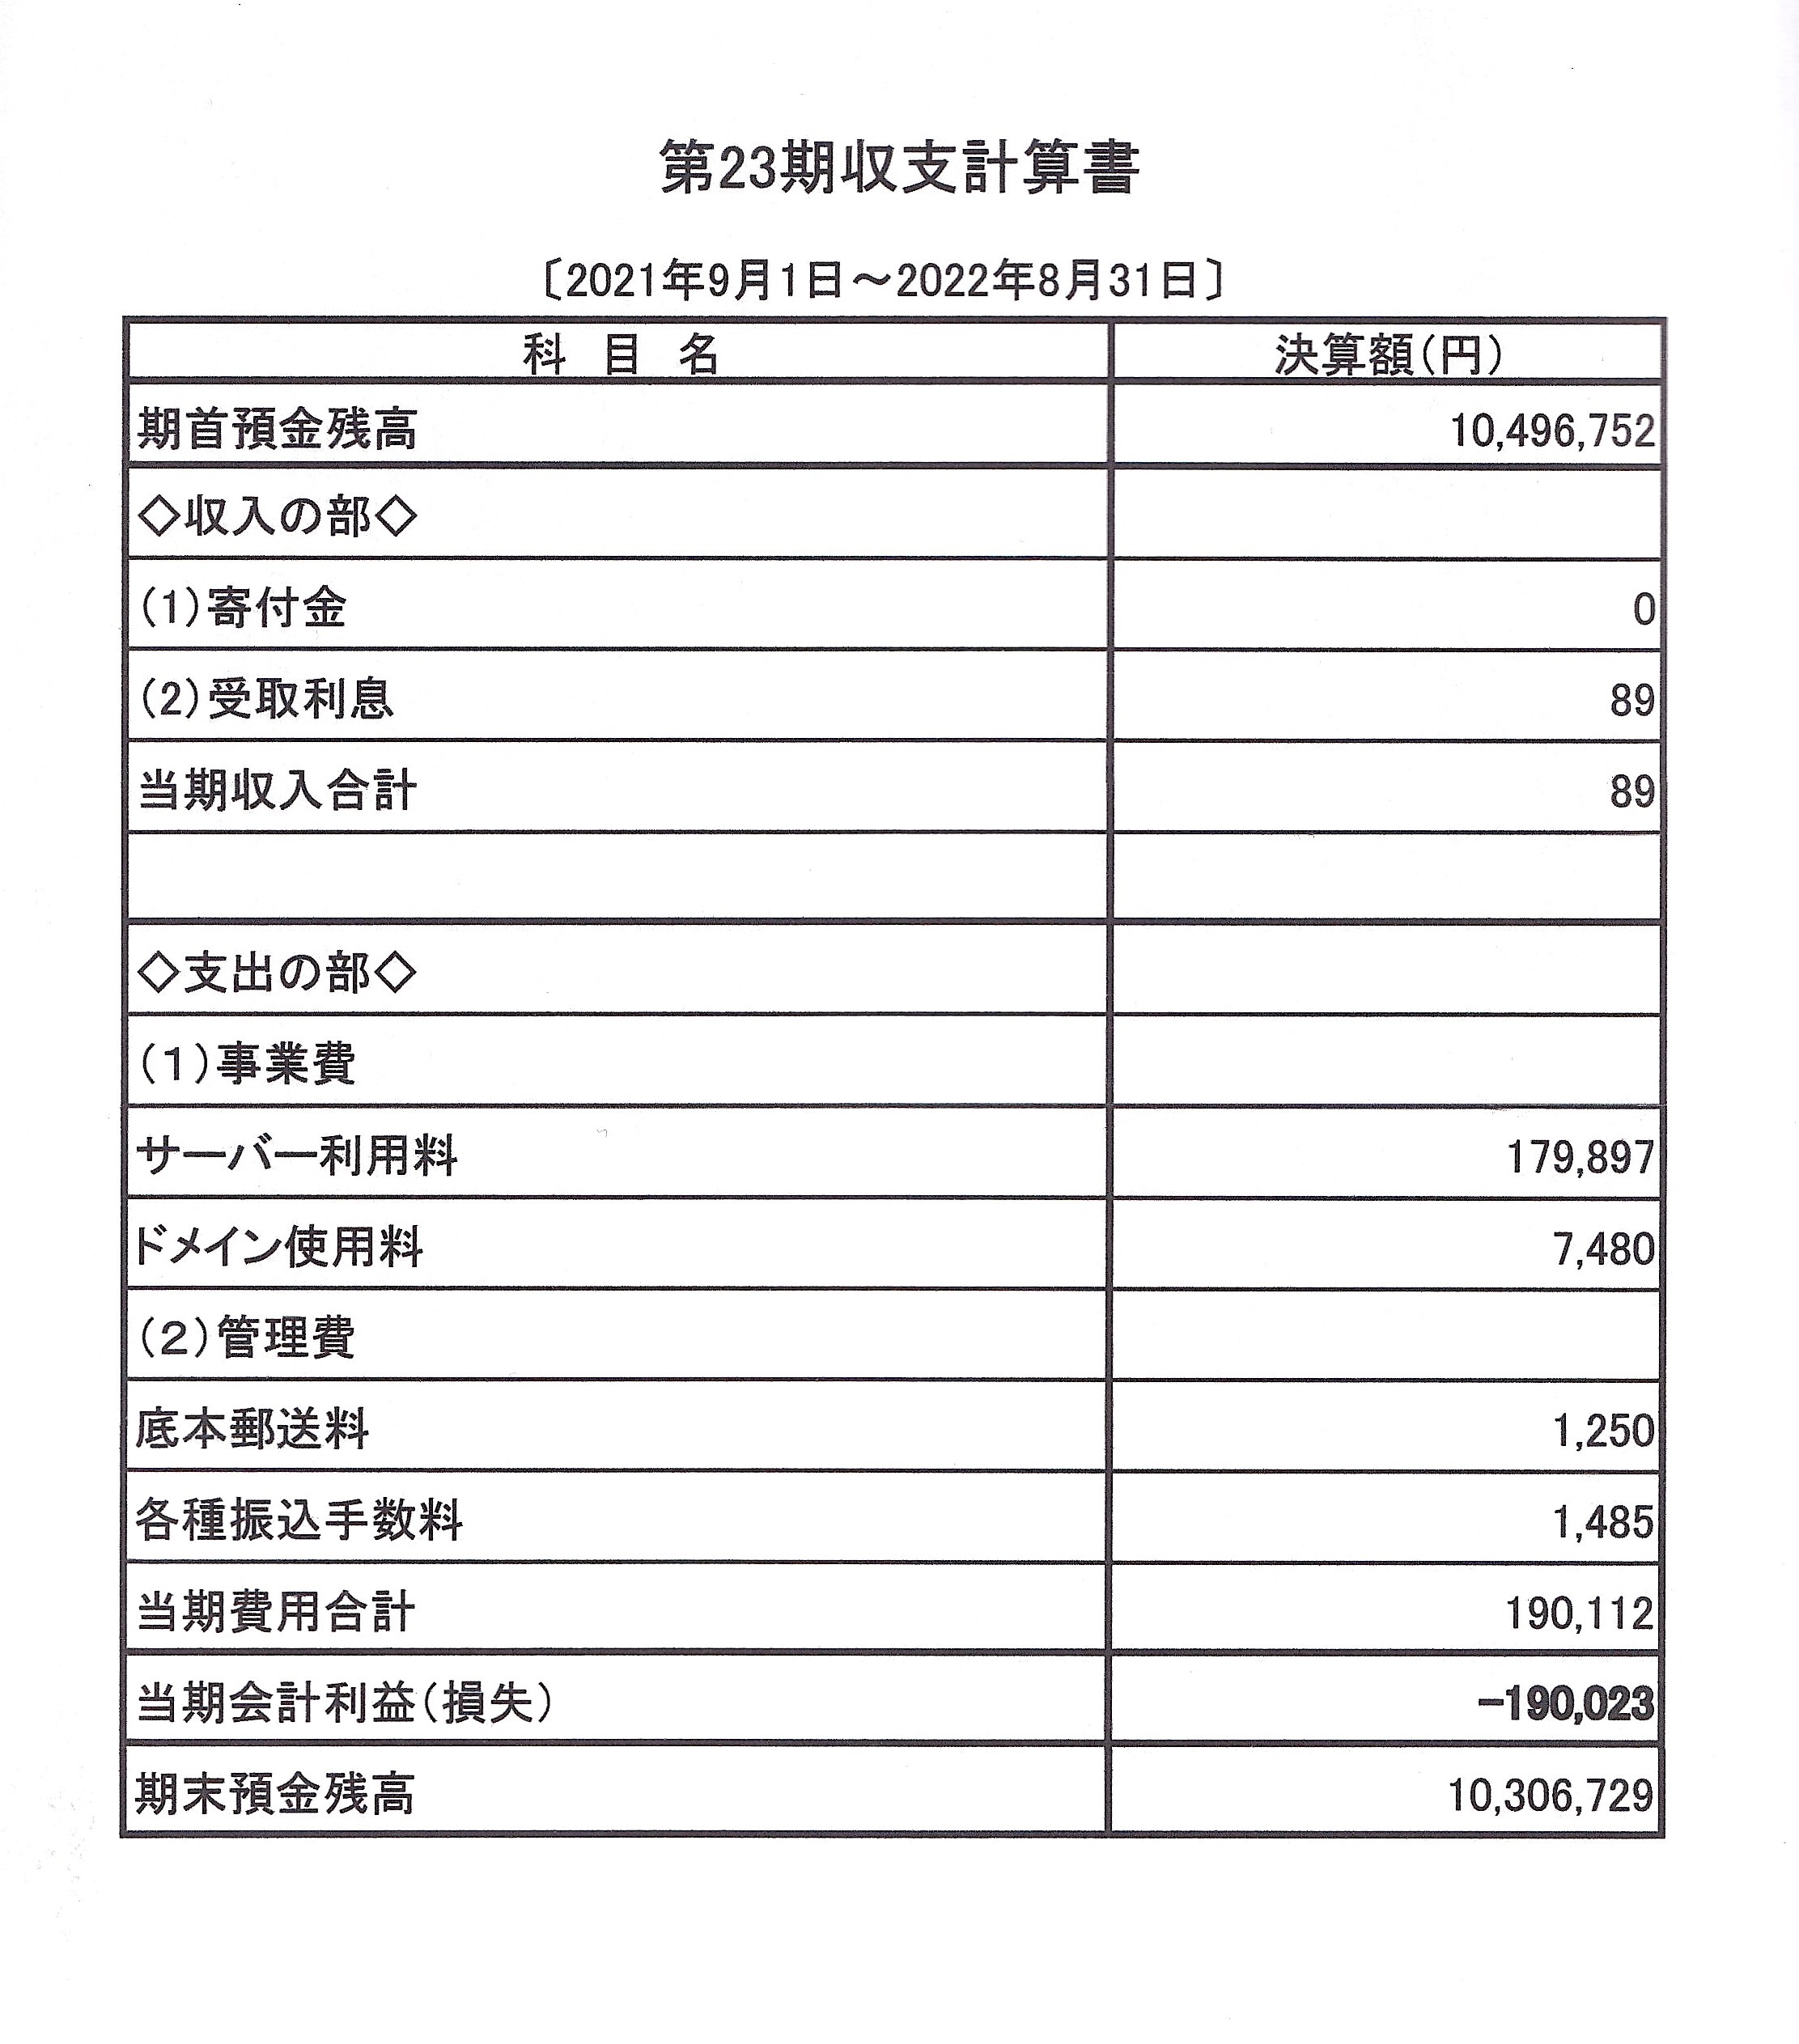 第23期収支計算書
〔2021年9月1日～2022年8月31日〕
科 目 名 決算額(円)
期首預金残高 10,496,752
◇収入の部◇
(1)寄付金 0
(2)受取利息 89
当期収入合計 89
◇支出の部◇
(1)事業費
サーバー利用料 179,897
ドメイン使用料 7,480
(2)管理費
底本郵送料 1,250
各種振込手数料 1,485
当期費用合計 190,112
当期会計利益(損失) -190,023
期末預金残高 10,306,729